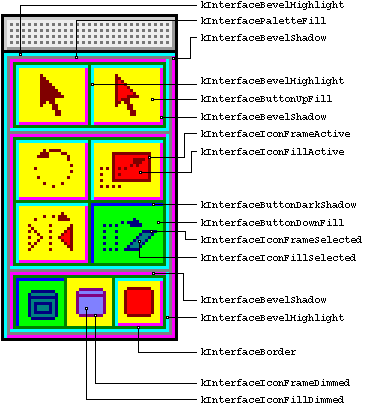 kInterfaceBevelHighlight
kInterfacePaletteFill
kInterfaceBevelShadow
kInterfaceBevelHighlight
kInterfaceButtonUpFill
kInterfaceBevelShadow
kInterfaceIconFrameActive
kInterfaceIconFillActive
kInterfaceButtonDarkShadow
kInterfaceButtonDownFill
kInterfaceIconFrameSelected
kInterfaceIconFillSelected
kInterfaceBevelShadow
kInterfaceBevelHighlight
kInterfaceBorder
kInterfaceIconFrameDimmed
kInterfaceIconFillDimmed